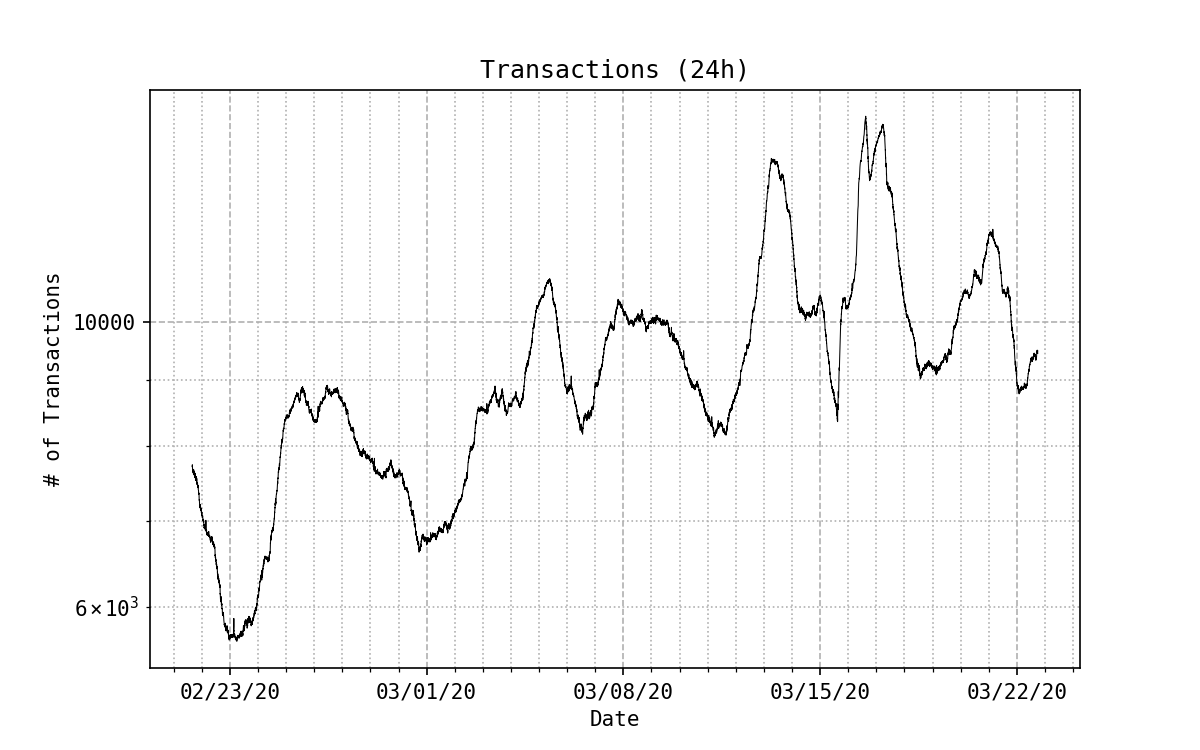 Transactions (24h)
# of Transactions
10000
6×10³
02/23/20 03/01/20 03/08/20 03/15/20 03/22/20
Date